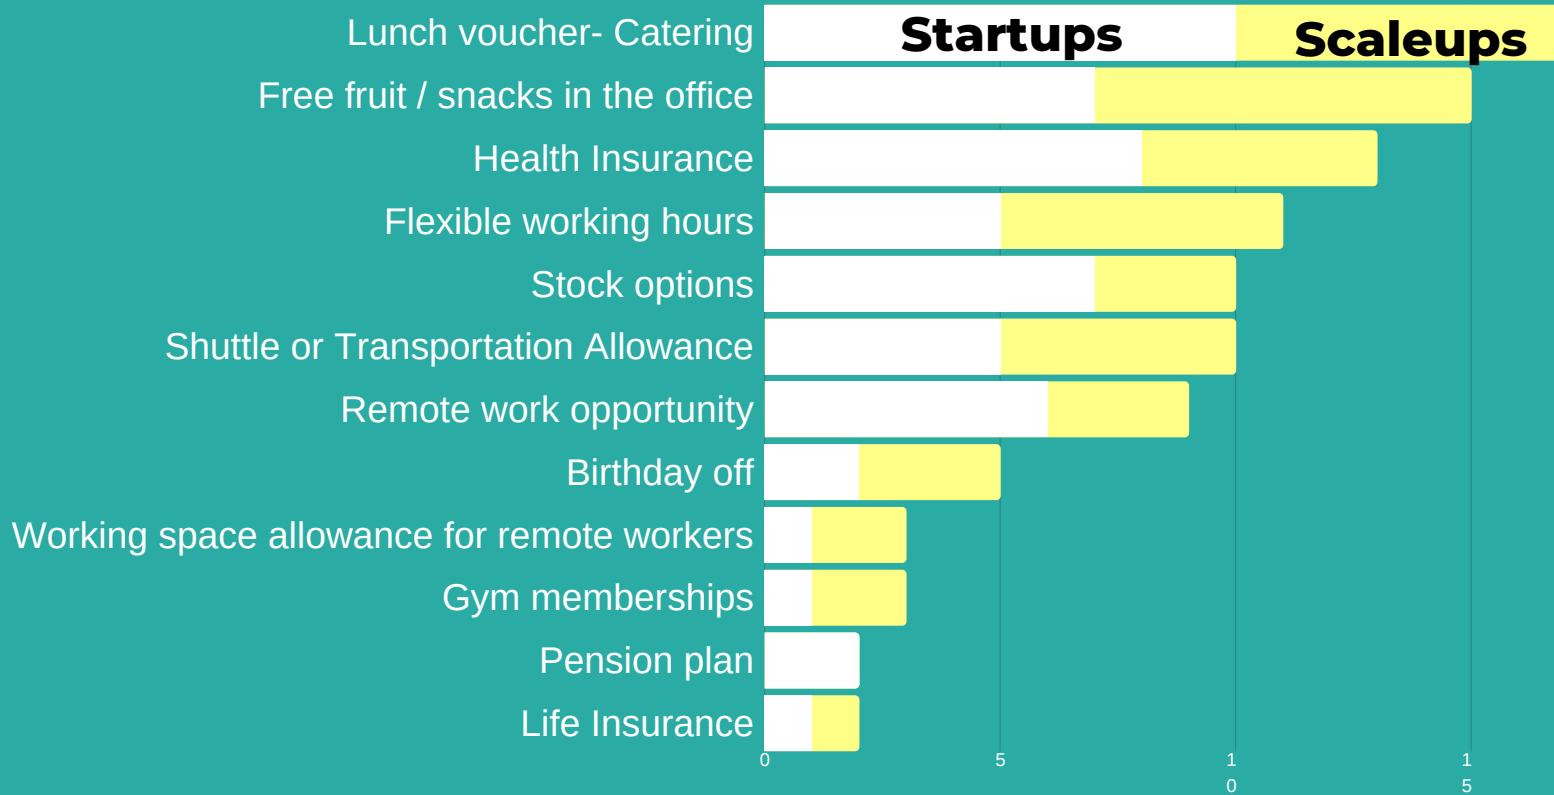 Lunch voucher- Catering
Startups
Scaleups
Free fruit / snacks in the office
Health Insurance
Flexible working hours
Stock options
Shuttle or Transportation Allowance
Remote work opportunity
Birthday off
Working space allowance for remote workers
Gym memberships
Pension plan
Life Insurance
0 5 1 1
0 5